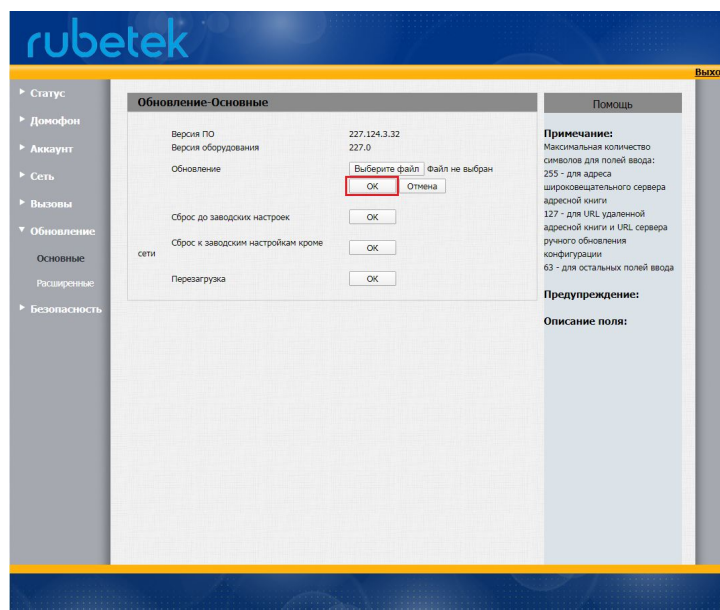 rubetek
Выхо
Статус
Домофон
Аккаунт
Сеть
Вызовы
Обновление
Основные
Расширенные
Безопасность
Обновление-Основные
Версия ПО 227.124.3.32
Версия оборудования 227.0
Обновление Выберите файл Файл не выбран
OK Отмена
Сброс до заводских настроек OK
Сброс к заводским настройкам кроме
сети OK
Перезагрузка OK
Помощь
Примечание:
Максимальная количество
символов для полей ввода:
255 - для адреса
широковещательного сервера
адресной книги
127 - для URL удаленной
адресной книги и URL сервера
ручного обновления
конфигурации
63 - для остальных полей ввода
Предупреждение:
Описание поля: